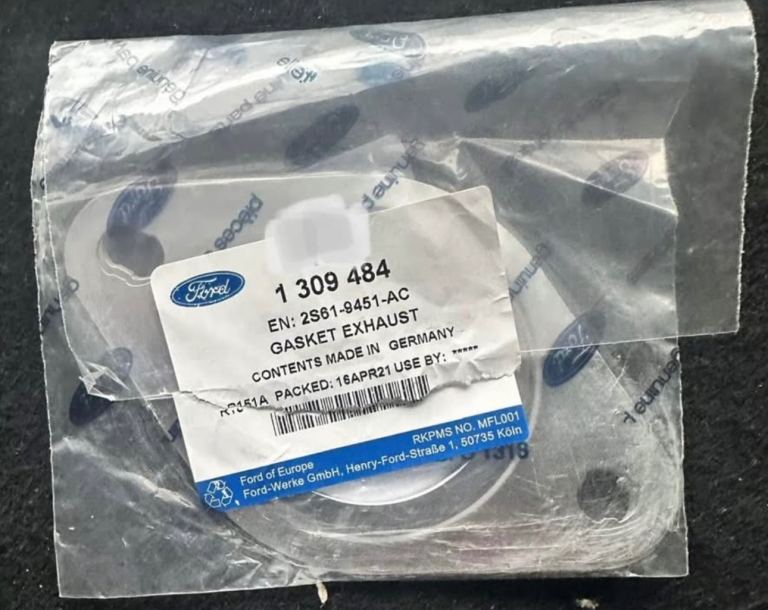 Ford
1 309 484
EN: 2S61-9451-AC
GASKET EXHAUST
CONTENTS MADE IN GERMANY
PACKED: 16APR21 USE BY: *****
RKPMS NO. MFL001
Ford of Europe
Ford-Werke GmbH, Henry-Ford-Straße 1, 50735 Köln